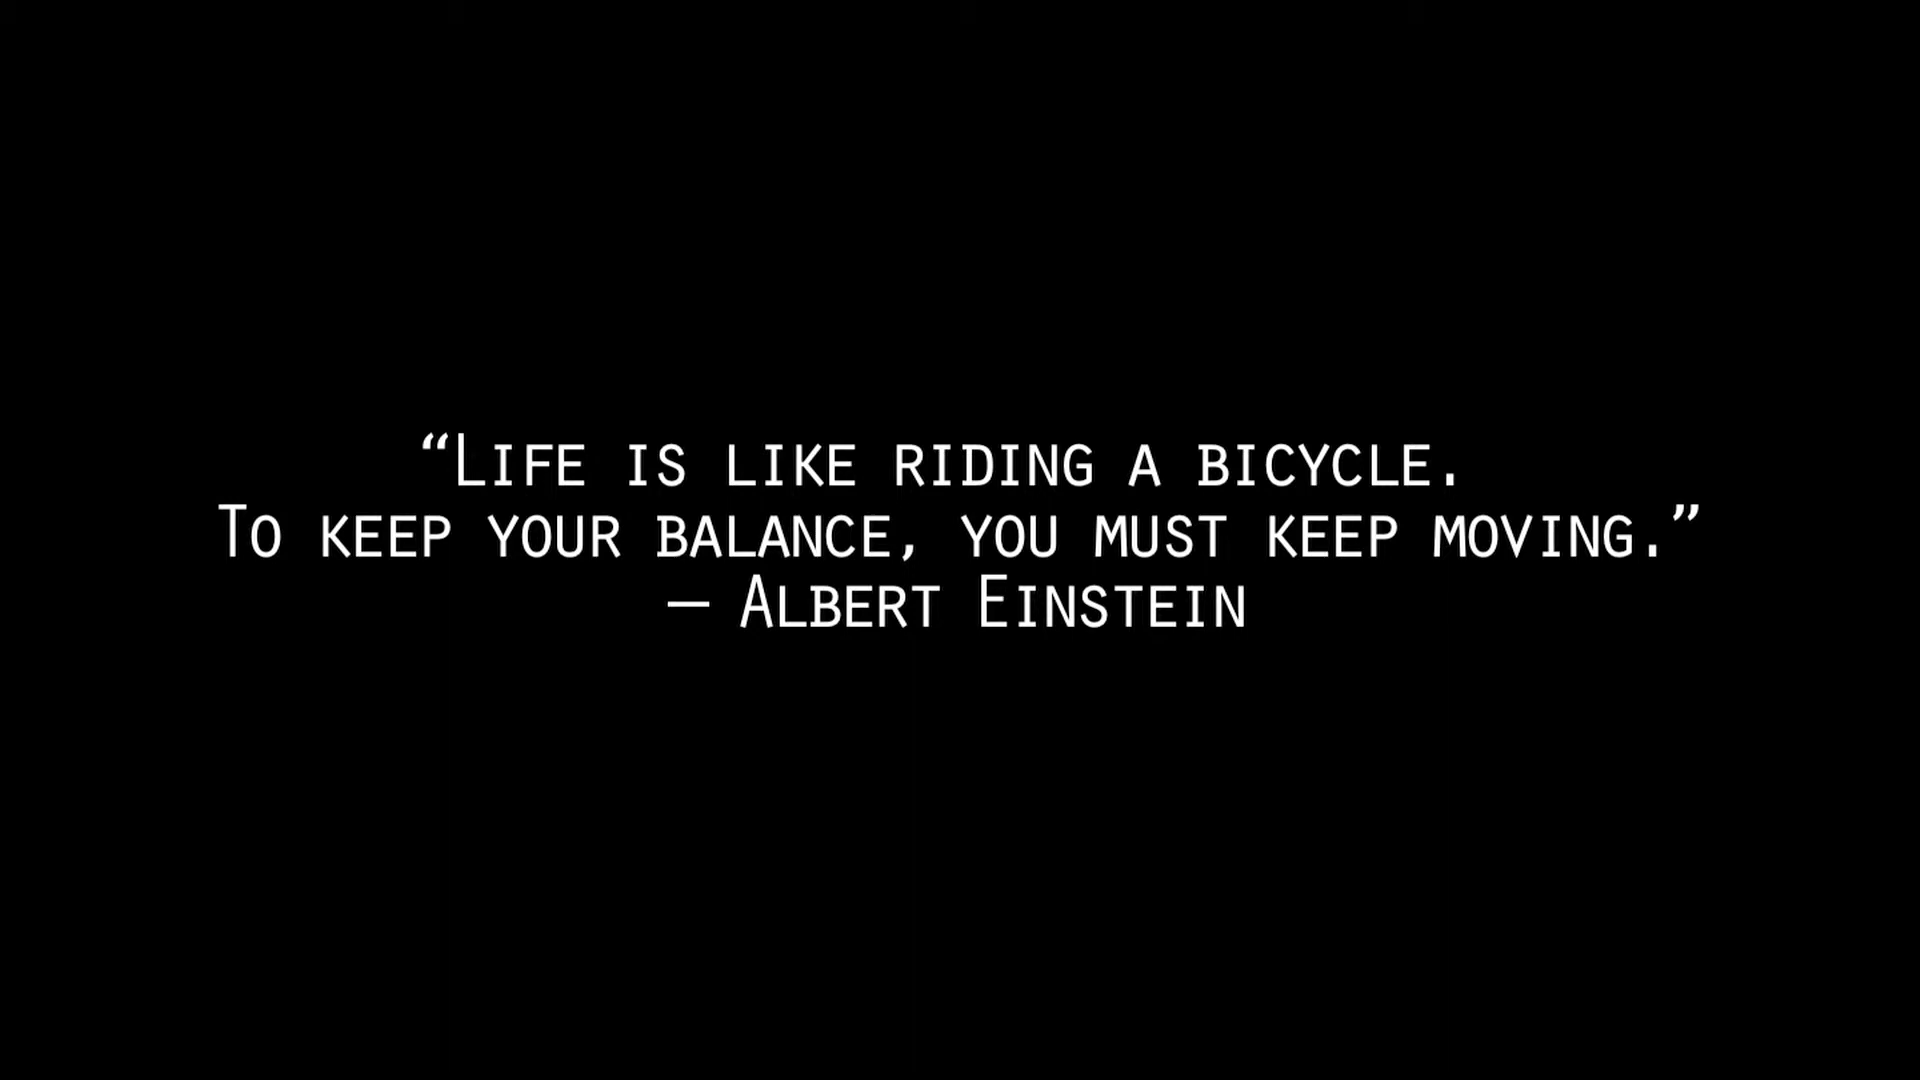 “Life is like riding a bicycle.
To keep your balance, you must keep moving.”
– Albert Einstein